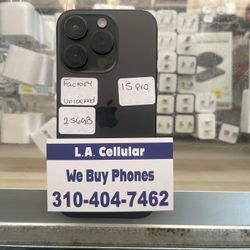 Factory
Unlocked
15 Pro
256GB
L.A. Cellular
We Buy Phones
310-404-7462